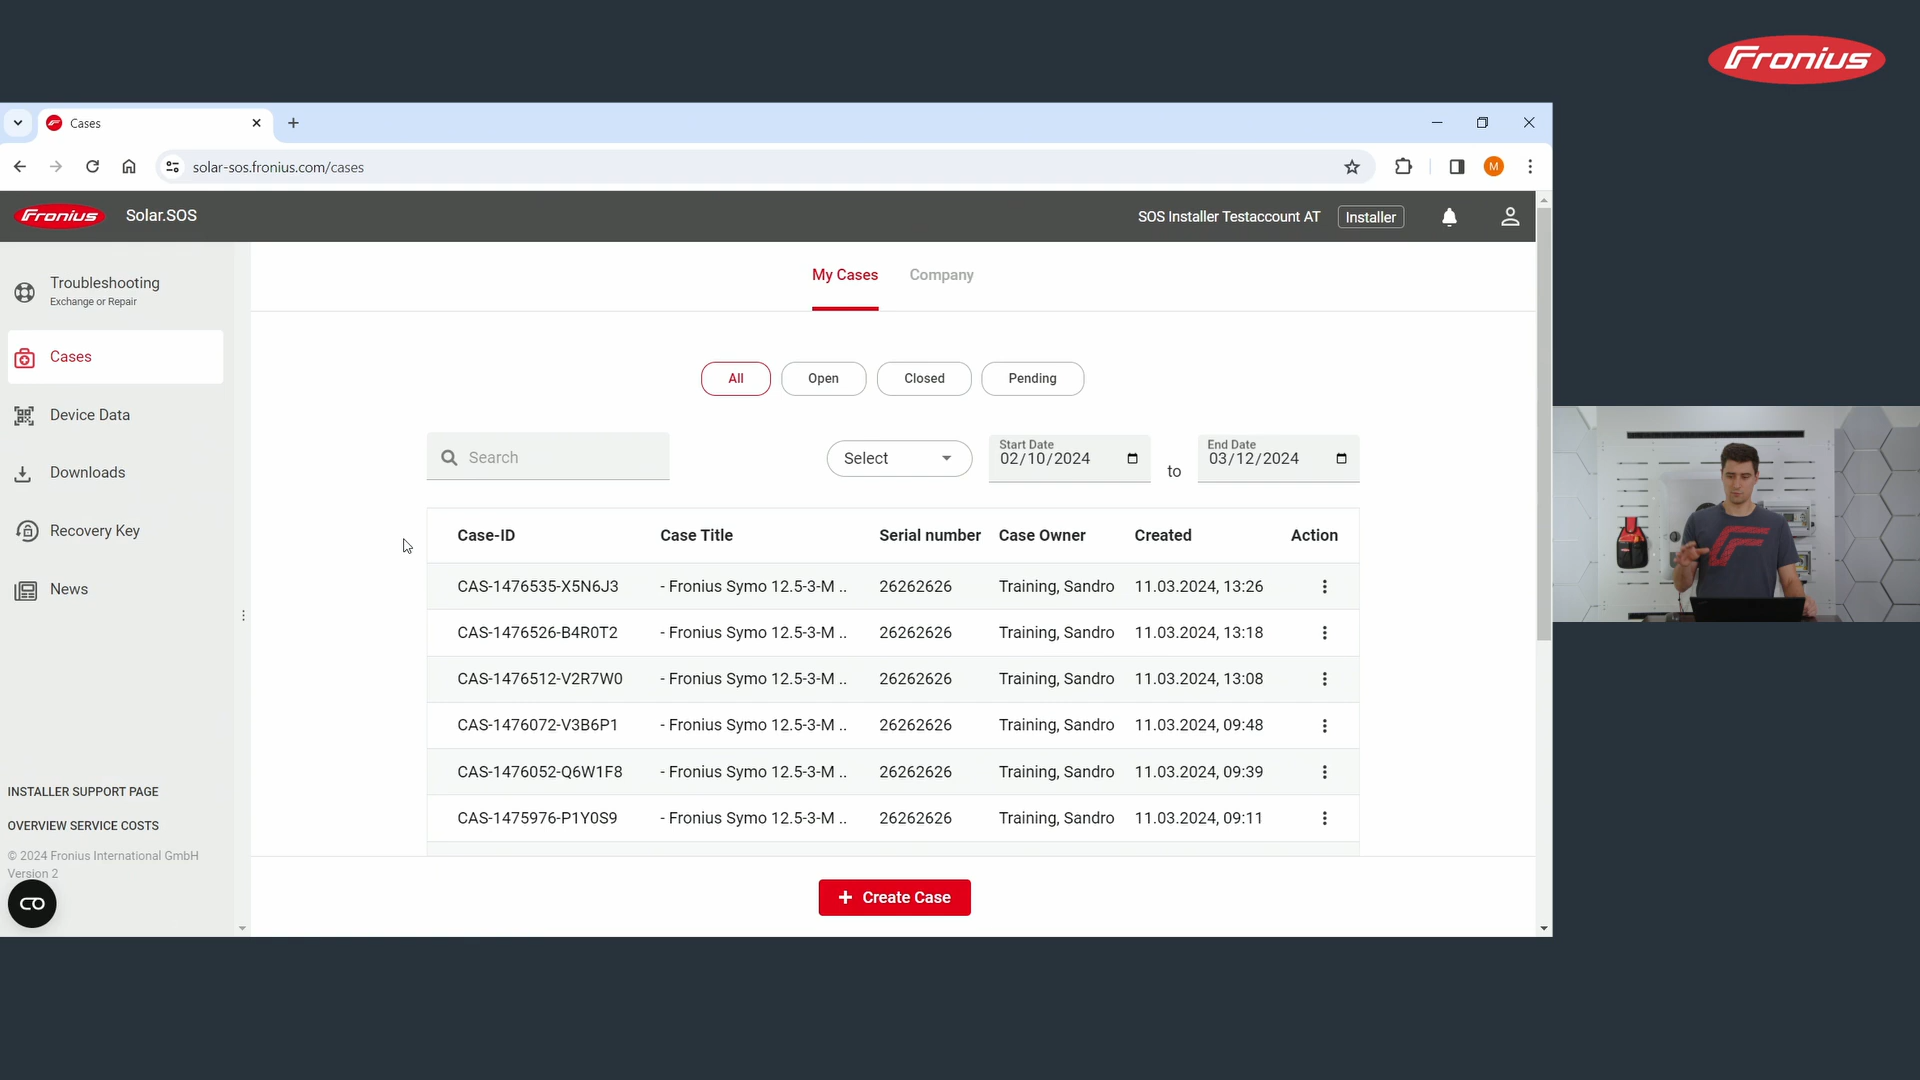 Fronius
Cases
solar-sos.fronius.com/cases
M
Fronius
Solar.SOS
SOS Installer Testaccount AT
Installer
Troubleshooting
Exchange or Repair
Cases
Device Data
Downloads
Recovery Key
News
INSTALLER SUPPORT PAGE
OVERVIEW SERVICE COSTS
© 2024 Fronius International GmbH
Version 2
My Cases
Company
All
Open
Closed
Pending
Search
Select
Start Date
02/10/2024
to
End Date
03/12/2024
Case-ID Case Title Serial number Case Owner Created Action
CAS-1476535-X5N6J3 - Fronius Symo 12.5-3-M .. 26262626 Training, Sandro 11.03.2024, 13:26
CAS-1476526-B4R0T2 - Fronius Symo 12.5-3-M .. 26262626 Training, Sandro 11.03.2024, 13:18
CAS-1476512-V2R7W0 - Fronius Symo 12.5-3-M .. 26262626 Training, Sandro 11.03.2024, 13:08
CAS-1476072-V3B6P1 - Fronius Symo 12.5-3-M .. 26262626 Training, Sandro 11.03.2024, 09:48
CAS-1476052-Q6W1F8 - Fronius Symo 12.5-3-M .. 26262626 Training, Sandro 11.03.2024, 09:39
CAS-1475976-P1Y0S9 - Fronius Symo 12.5-3-M .. 26262626 Training, Sandro 11.03.2024, 09:11
+ Create Case